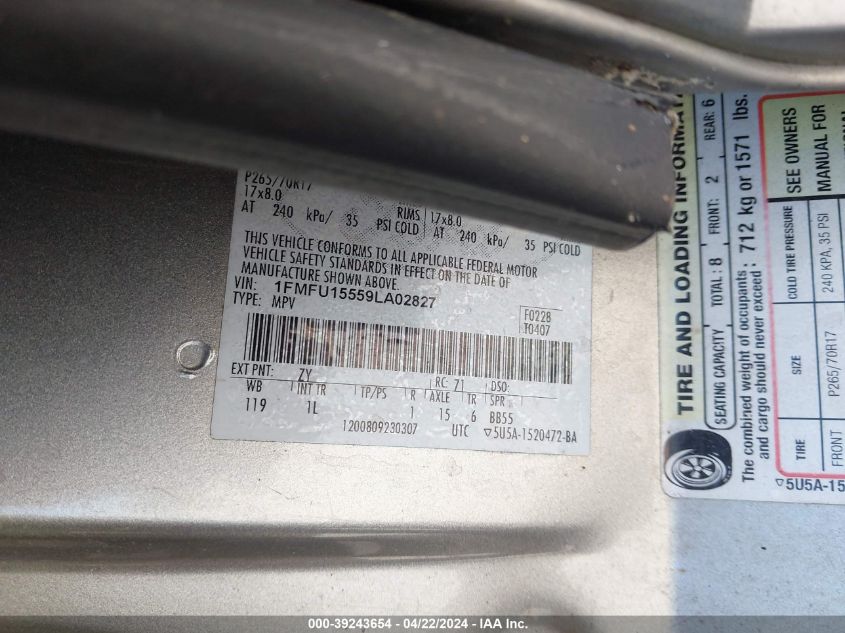 P265/70R17
17x8.0 RIMS 17x8.0
AT 240 kPa/ 35 PSI COLD AT 240 kPa/ 35 PSI COLD
THIS VEHICLE CONFORMS TO ALL APPLICABLE FEDERAL MOTOR
VEHICLE SAFETY STANDARDS IN EFFECT ON THE DATE OF
MANUFACTURE SHOWN ABOVE.
VIN: 1FMFU15559LA02827
TYPE: MPV
F0228
T0407
EXT PNT: ZY RC: 71 DSO:
WB INT TR TP/PS R AXLE TR SPR
119 1L 1 15 6 BB55
1200809230307 UTC ▽5U5A-1520472-BA
TIRE AND LOADING INFORMAT
SEATING CAPACITY TOTAL: 8 FRONT: 2 REAR: 6
The combined weight of occupants
and cargo should never exceed : 712 kg or 1571 lbs.
TIRE SIZE COLD TIRE PRESSURE SEE OWNERS
MANUAL FOR
FRONT P265/70R17 240 KPA, 35 PSI
▽5U5A-15
000-39243654 - 04/22/2024 - IAA Inc.